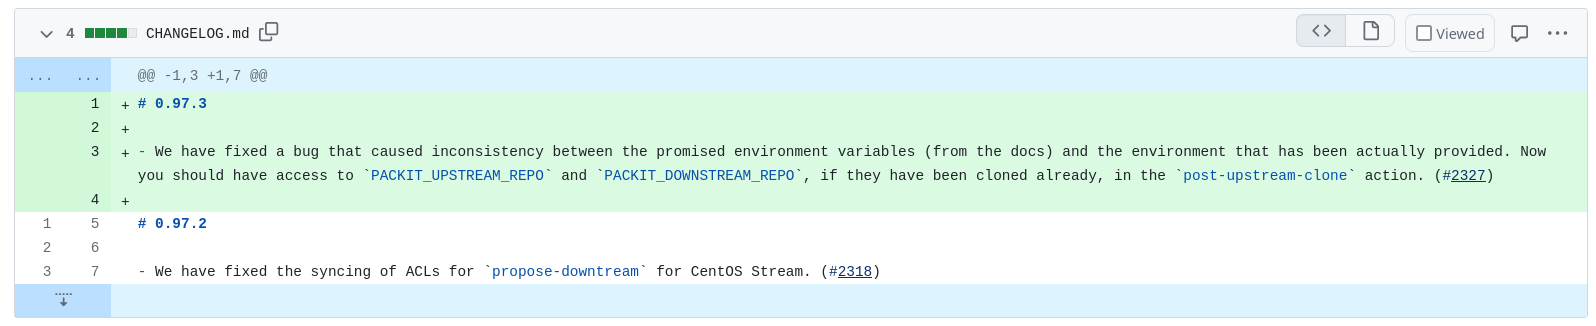 4 CHANGELOG.md Viewed
... ... @@ -1,3 +1,7 @@
1 + # 0.97.3
2 +
3 + - We have fixed a bug that caused inconsistency between the promised environment variables (from the docs) and the environment that has been actually provided. Now
you should have access to `PACKIT_UPSTREAM_REPO` and `PACKIT_DOWNSTREAM_REPO`, if they have been cloned already, in the `post-upstream-clone` action. (#2327)
4 +
1 5 # 0.97.2
2 6
3 7 - We have fixed the syncing of ACLs for `propose-downtream` for CentOS Stream. (#2318)